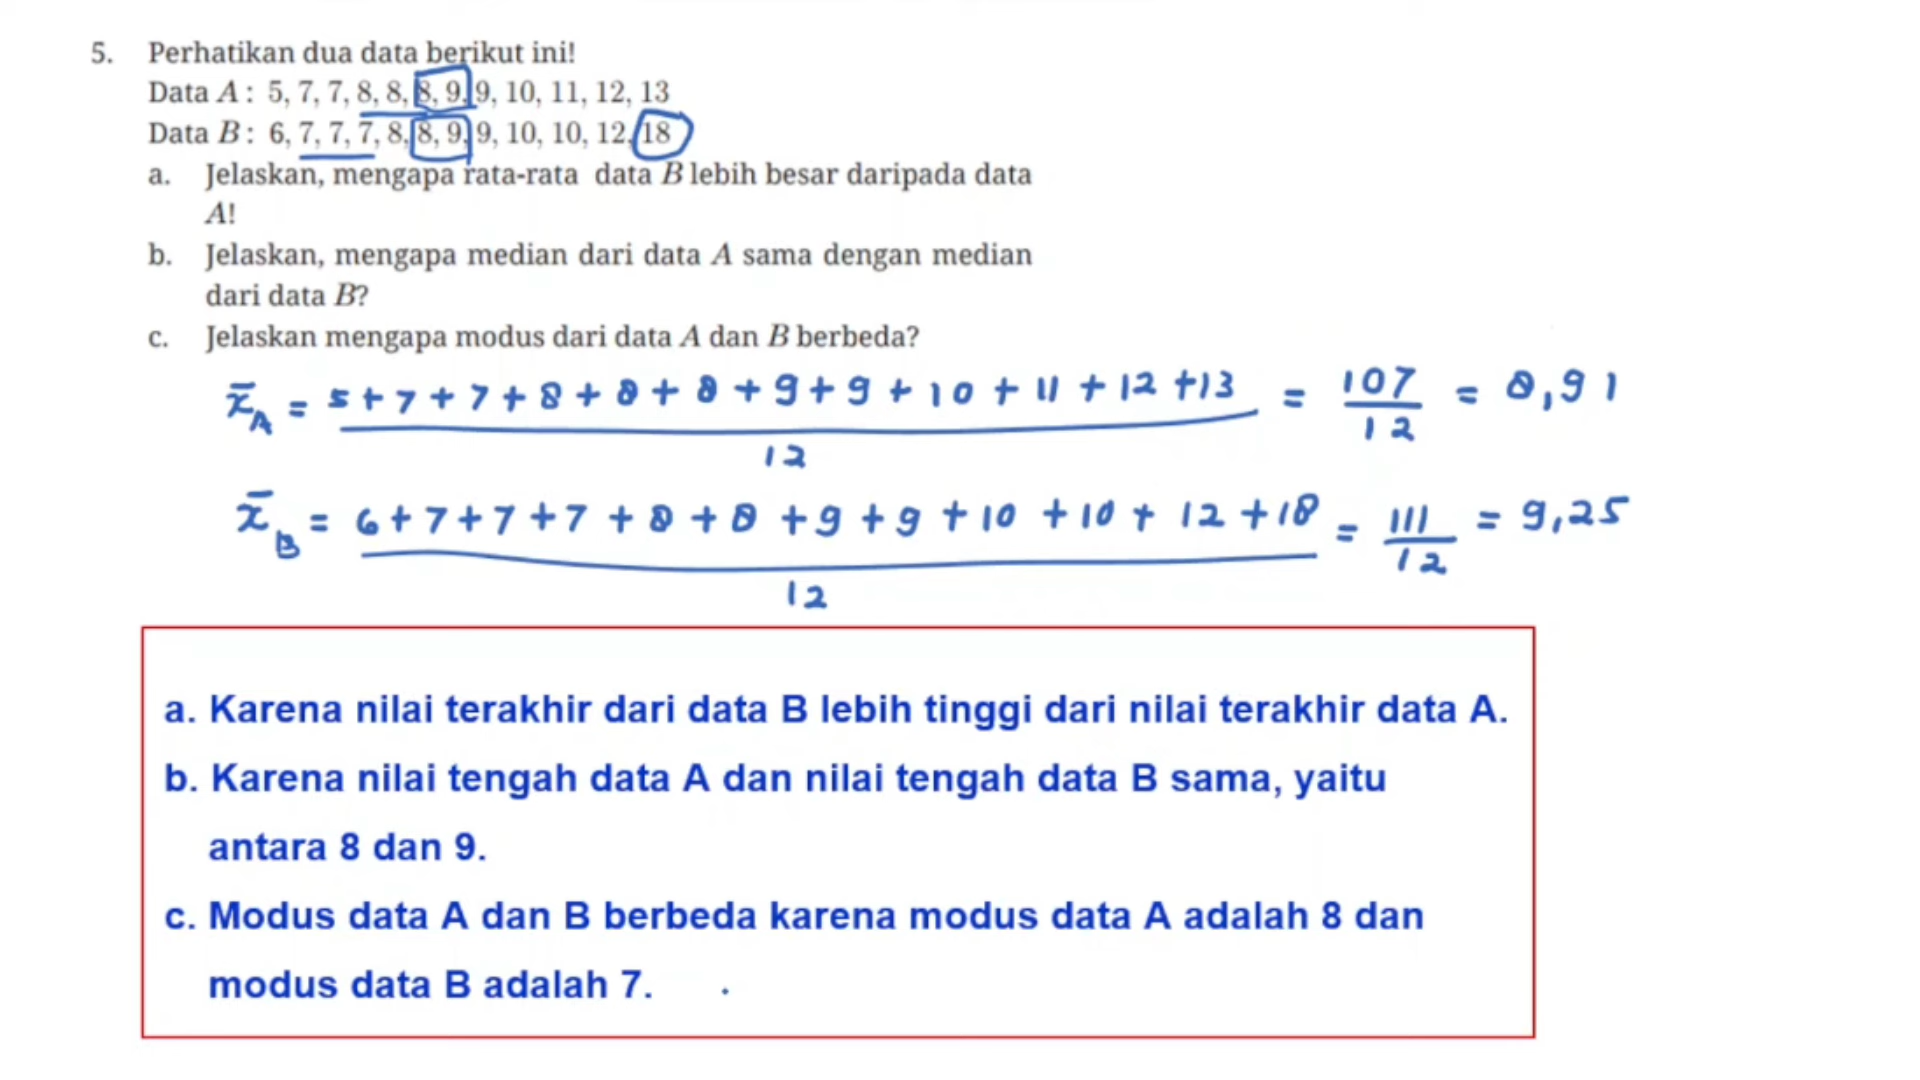 5. Perhatikan dua data berikut ini!
Data A : 5, 7, 7, 8, 8, 8, 9, 9, 10, 11, 12, 13
Data B : 6, 7, 7, 7, 8, 8, 9, 9, 10, 10, 12, 18
a. Jelaskan, mengapa rata-rata data B lebih besar daripada data
A!
b. Jelaskan, mengapa median dari data A sama dengan median
dari data B?
c. Jelaskan mengapa modus dari data A dan B berbeda?
x̄A = 5+7+7+8+8+8+9+9+10+11+12+13 = 107 = 8,91
12 12
x̄B = 6+7+7+7+8+8+9+9+10+10+12+18 = 111 = 9,25
12 12
a. Karena nilai terakhir dari data B lebih tinggi dari nilai terakhir data A.
b. Karena nilai tengah data A dan nilai tengah data B sama, yaitu
antara 8 dan 9.
c. Modus data A dan B berbeda karena modus data A adalah 8 dan
modus data B adalah 7.